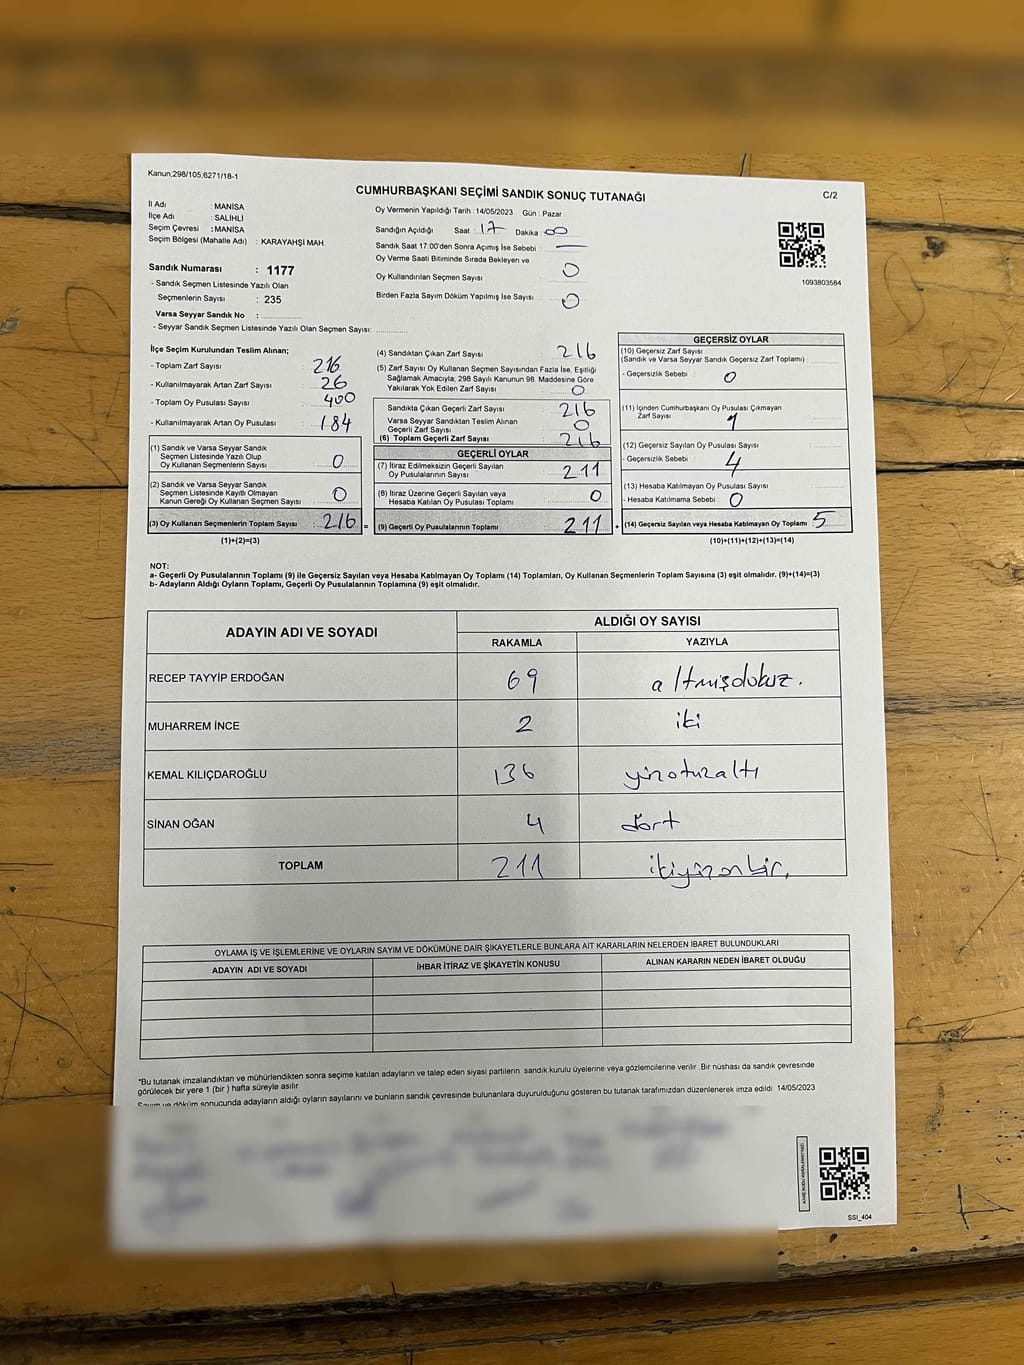 Kanun;298/105,6271/18-1
CUMHURBAŞKANI SEÇİMİ SANDIK SONUÇ TUTANAĞI
C/2
İl Adı : MANİSA
İlçe Adı : SALİHLİ
Seçim Çevresi : MANİSA
Seçim Bölgesi (Mahalle Adı) : KARAYAHŞİ MAH.
Sandık Numarası : 1177
- Sandık Seçmen Listesinde Yazılı Olan
Seçmenlerin Sayısı : 235
Varsa Seyyar Sandık No :
- Seyyar Sandık Seçmen Listesinde Yazılı Olan Seçmen Sayısı:
Oy Vermenin Yapıldığı Tarih : 14/05/2023 Gün : Pazar
Sandığın Açıldığı Saat : 17 Dakika : 00
Sandık Saat 17:00'den Sonra Açımış İse Sebebi : —
Oy Verme Saati Bitiminde Sırada Bekleyen ve
Oy Kullandırılan Seçmen Sayısı 0
Birden Fazla Sayım Döküm Yapılmış İse Sayısı 0
1093803584
İlçe Seçim Kurulundan Teslim Alınan;
- Toplam Zarf Sayısı : 216
- Kullanılmayarak Artan Zarf Sayısı : 26
- Toplam Oy Pusulası Sayısı : 400
- Kullanılmayarak Artan Oy Pusulası : 184
(1) Sandık ve Varsa Seyyar Sandık
Seçmen Listesinde Yazılı Olup
Oy Kullanan Seçmenlerin Sayısı : 0
(2) Sandık ve Varsa Seyyar Sandık
Seçmen Listesinde Kayıtlı Olmayan
Kanun Gereği Oy Kullanan Seçmen Sayısı : 0
(3) Oy Kullanan Seçmenlerin Toplam Sayısı : 216 =
(1)+(2)=(3)
(4) Sandıktan Çıkan Zarf Sayısı : 216
(5) Zarf Sayısı Oy Kullanan Seçmen Sayısından Fazla İse, Eşitliği
Sağlamak Amacıyla; 298 Sayılı Kanunun 98. Maddesine Göre
Yakılarak Yok Edilen Zarf Sayısı : 0
Sandıkta Çıkan Geçerli Zarf Sayısı : 216
Varsa Seyyar Sandıktan Teslim Alınan
Geçerli Zarf Sayısı : 0
(6) Toplam Geçerli Zarf Sayısı : 216
GEÇERLİ OYLAR
(7) İtiraz Edilmeksizin Geçerli Sayılan
Oy Pusulalarının Sayısı : 211
(8) İtiraz Üzerine Geçerli Sayılan veya
Hesaba Katılan Oy Pusulası Toplamı : 0
(9) Geçerli Oy Pusulalarının Toplamı : 211 +
GEÇERSİZ OYLAR
(10) Geçersiz Zarf Sayısı
(Sandık ve Varsa Seyyar Sandık Geçersiz Zarf Toplamı)
- Geçersizlik Sebebi : 0
(11) İçinden Cumhurbaşkanı Oy Pusulası Çıkmayan
Zarf Sayısı : 1
(12) Geçersiz Sayılan Oy Pusulası Sayısı
- Geçersizlik Sebebi : 4
(13) Hesaba Katılmayan Oy Pusulası Sayısı
- Hesaba Katılmama Sebebi : 0
(14) Geçersiz Sayılan veya Hesaba Katılmayan Oy Toplamı : 5
(10)+(11)+(12)+(13)=(14)
NOT:
a- Geçerli Oy Pusulalarının Toplamı (9) ile Geçersiz Sayılan veya Hesaba Katılmayan Oy Toplamı (14) Toplamları, Oy Kullanan Seçmenlerin Toplam Sayısına (3) eşit olmalıdır. (9)+(14)=(3)
b- Adayların Aldığı Oyların Toplamı, Geçerli Oy Pusulalarının Toplamına (9) eşit olmalıdır.
ADAYIN ADI VE SOYADI
ALDIĞI OY SAYISI
RAKAMLA YAZIYLA
RECEP TAYYİP ERDOĞAN 69 altmışdokuz.
MUHARREM İNCE 2 iki
KEMAL KILIÇDAROĞLU 136 yüzotuzaltı
SİNAN OĞAN 4 dört
TOPLAM 211 ikiyüzonbir.
OYLAMA İŞ VE İŞLEMLERİNE VE OYLARIN SAYIM VE DÖKÜMÜNE DAİR ŞİKAYETLERLE BUNLARA AİT KARARLARIN NELERDEN İBARET BULUNDUKLARI
ADAYIN ADI VE SOYADI İHBAR İTİRAZ VE ŞİKAYETİN KONUSU ALINAN KARARIN NEDEN İBARET OLDUĞU
*Bu tutanak imzalandıktan ve mühürlendikten sonra seçime katılan adayların ve talep eden siyasi partilerin sandık kurulu üyelerine veya gözlemcilerine verilir. Bir nüshası da sandık çevresinde
görülecek bir yere 1 (bir ) hafta süreyle asılır.
Sayım ve döküm sonucunda adayların aldığı oyların sayılarını ve bunların sandık çevresinde bulunanlara duyurulduğunu gösteren bu tutanak tarafımızdan düzenlenerek imza edildi. 14/05/2023
SSI_404